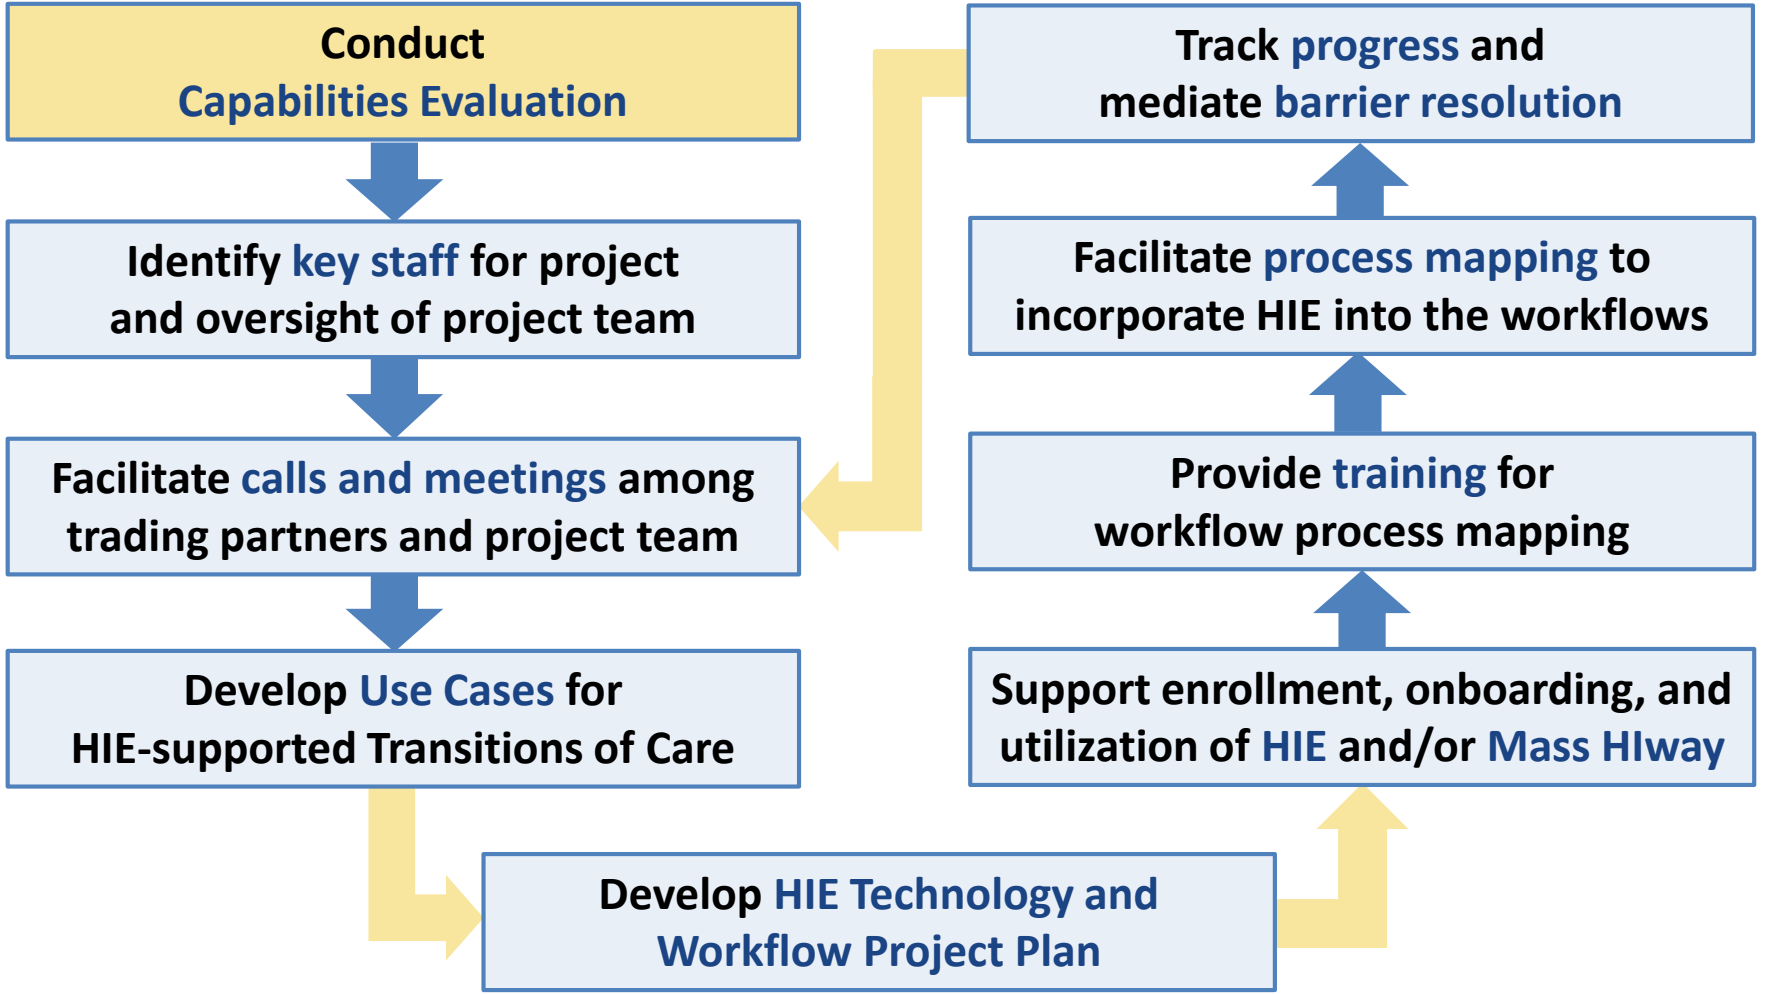 Conduct
Capabilities Evaluation
Identify key staff for project
and oversight of project team
Facilitate calls and meetings among
trading partners and project team
Develop Use Cases for
HIE-supported Transitions of Care
Develop HIE Technology and
Workflow Project Plan
Support enrollment, onboarding, and
utilization of HIE and/or Mass HIway
Provide training for
workflow process mapping
Facilitate process mapping to
incorporate HIE into the workflows
Track progress and
mediate barrier resolution